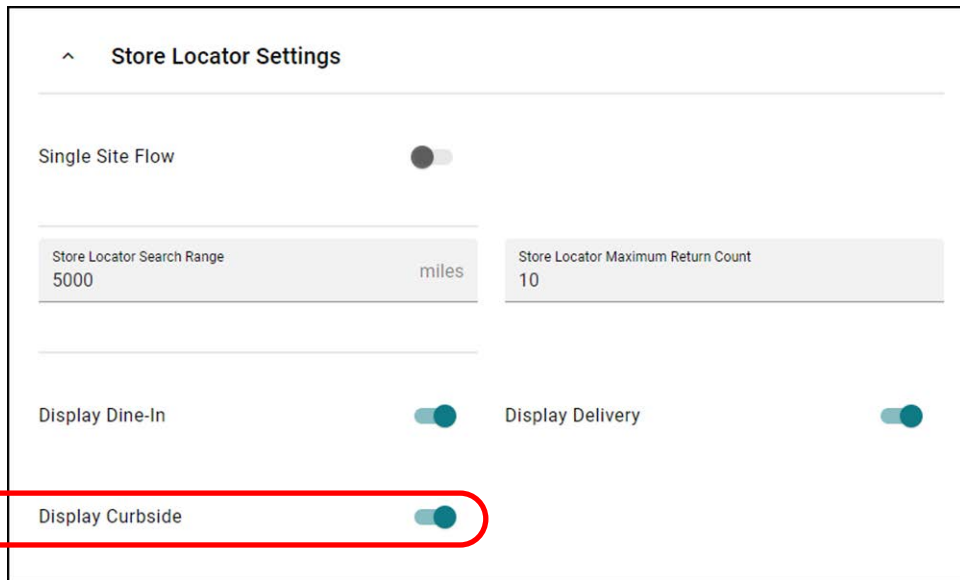 Store Locator Settings
Single Site Flow
Store Locator Search Range
5000
miles
Store Locator Maximum Return Count
10
Display Dine-In
Display Delivery
Display Curbside